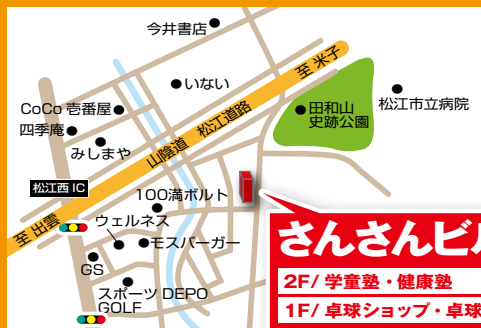 今井書店
至 米子
いない
CoCo 壱番屋
田和山
史跡公園
松江市立病院
四季庵
みしまや
山陰道 松江道路
松江西 IC
100満ボルト
至 出雲
ウェルネス
モスバーガー
GS
スポーツ DEPO
GOLF
さんさんビル
2F/ 学童塾・健康塾
1F/ 卓球ショップ・卓球